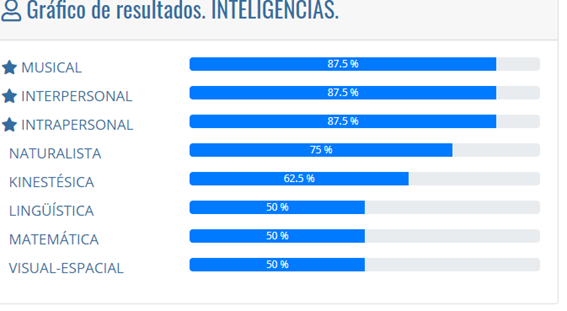 Gráfico de resultados. INTELIGENCIAS.
MUSICAL 87.5 %
INTERPERSONAL 87.5 %
INTRAPERSONAL 87.5 %
NATURALISTA 75 %
KINESTÉSICA 62.5 %
LINGÜÍSTICA 50 %
MATEMÁTICA 50 %
VISUAL-ESPACIAL 50 %